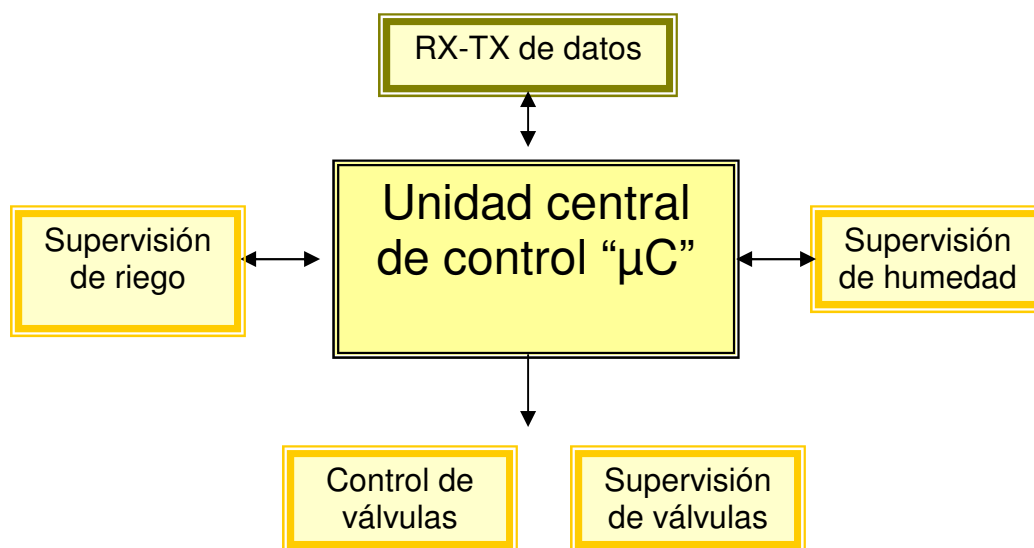 RX-TX de datos
Unidad central
de control “µC”
Supervisión
de riego
Supervisión
de humedad
Control de
válvulas
Supervisión
de válvulas